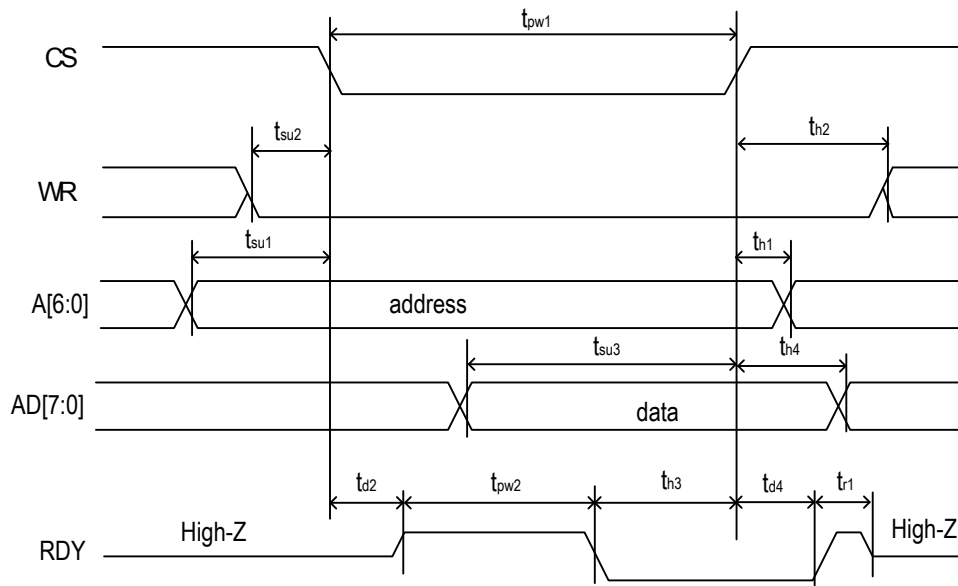 tpw1
CS
tsu2
th2
WR
tsu1
th1
A[6:0]
address
tsu3
th4
AD[7:0]
data
td2
tpw2
th3
td4
tr1
High-Z
High-Z
RDY